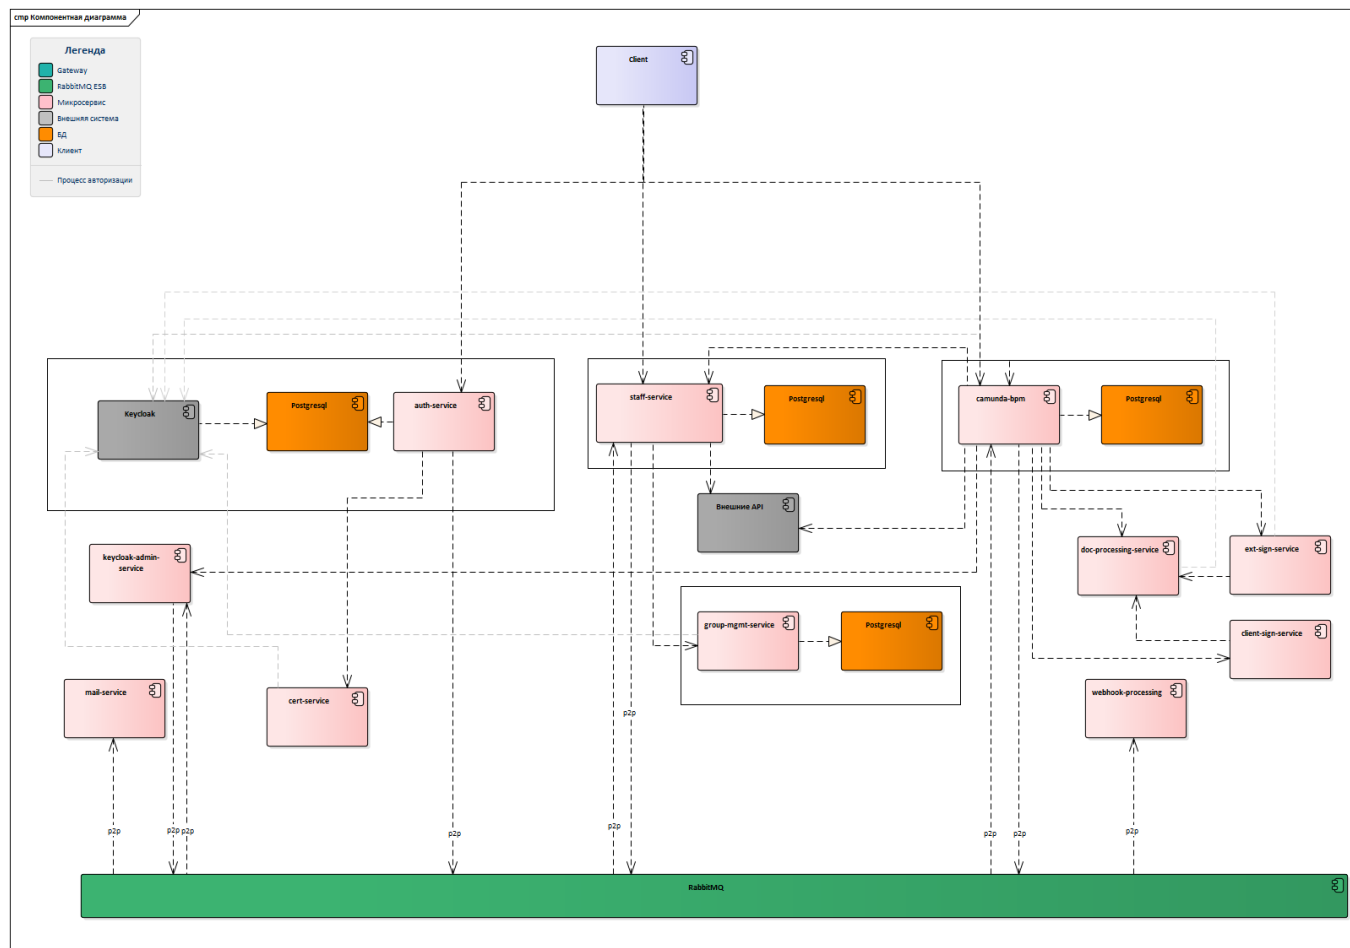 cmp Компонентная диаграмма
Легенда
Gateway
RabbitMQ ESB
Микросервис
Внешняя система
БД
Клиент
Процесс авторизации
Client
Keycloak
Postgresql
auth-service
staff-service
Postgresql
camunda-bpm
Postgresql
Внешние API
keycloak-admin-
service
doc-processing-service
ext-sign-service
group-mgmt-service
Postgresql
client-sign-service
mail-service
cert-service
webhook-processing
p2p
p2p
p2p
p2p
p2p
p2p
p2p
p2p
p2p
RabbitMQ